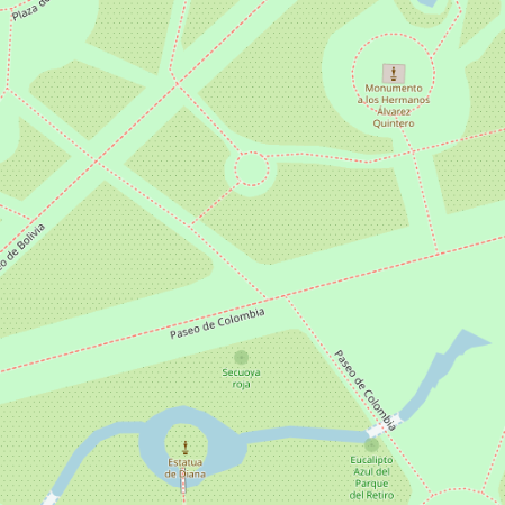 Plaza de
Monumento
a los Hermanos
Álvarez
Quintero
Paseo de Bolivia
Paseo de Colombia
Paseo de Colombia
Secuoya
roja
Estatua
de Diana
Eucalipto
Azul del
Parque
del Retiro